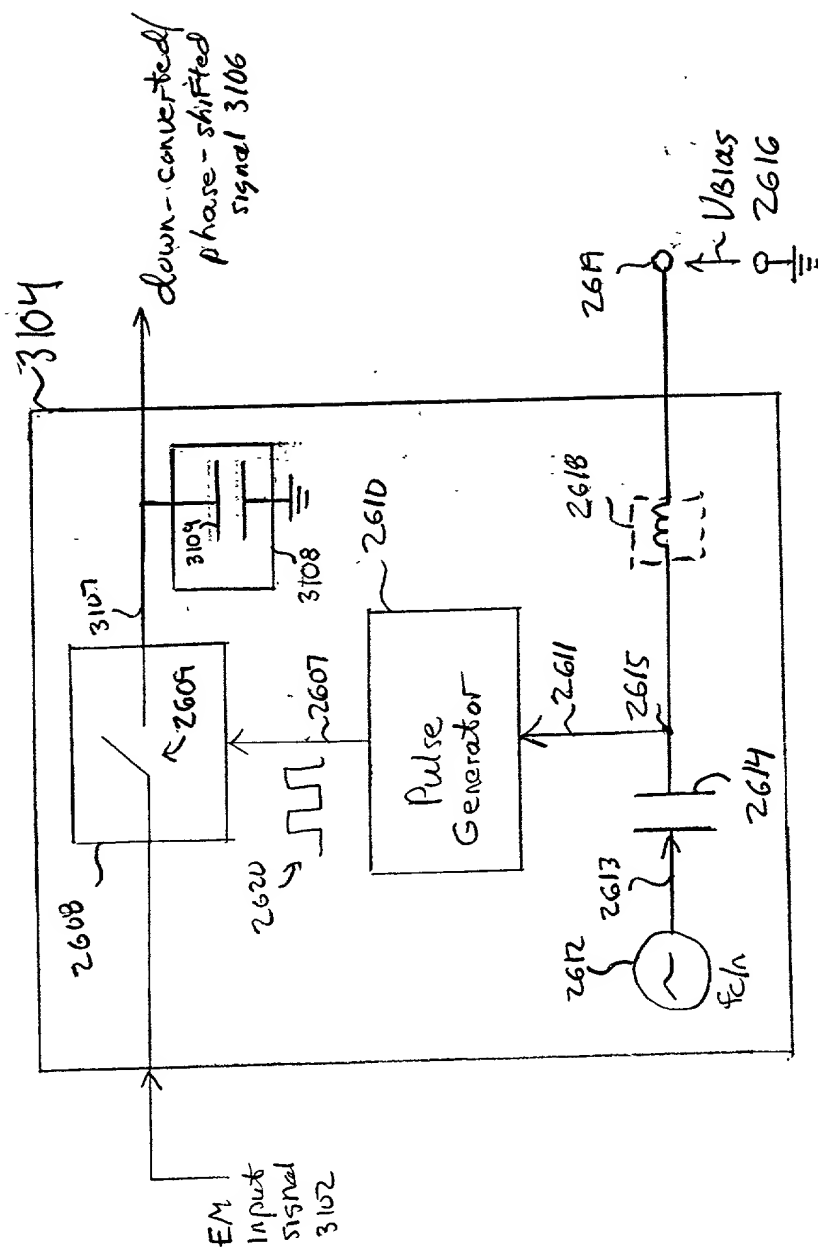 3104
EM
Input
signal
3102
2608
2609
3107
3109
3108
down-converted/
phase-shifted
signal 3106
2620
2607
Pulse
Generator
2610
2611
2612
fc/n
2613
2614
2615
2618
2619
VBias
2616